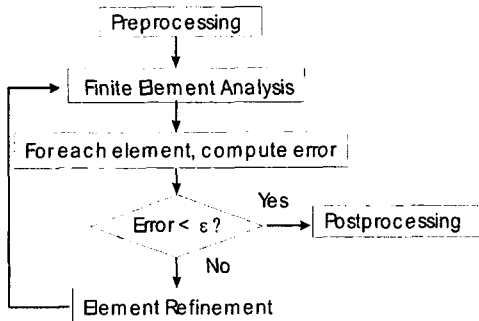 Preprocessing
Finite Element Analysis
For each element, compute error
Yes
Error < ε?
Postprocessing
No
Element Refinement